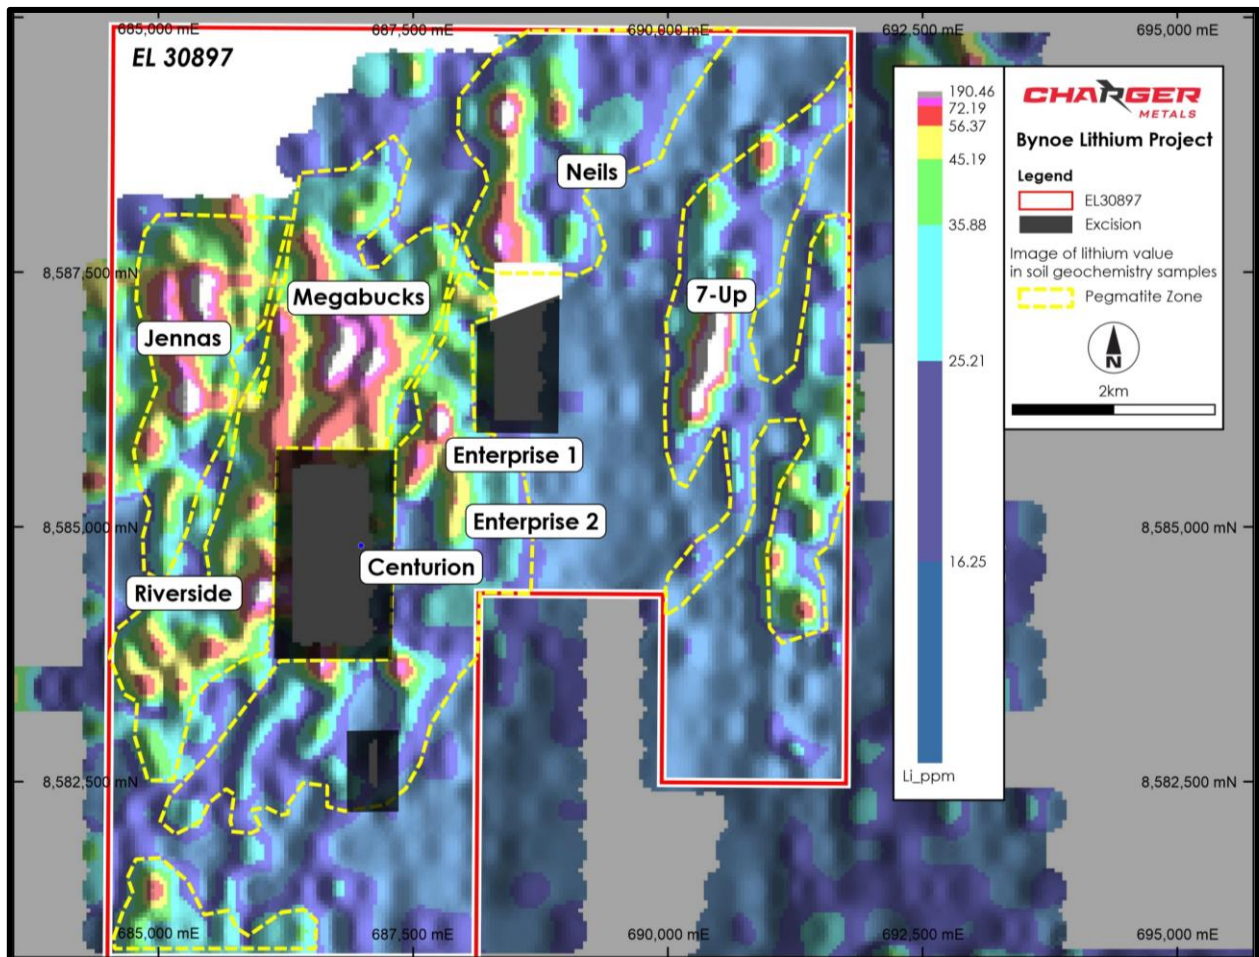 685,000 mE
687,500 mE
690,000 mE
692,500 mE
695,000 mE
EL 30897
190.46
72.19
56.37
45.19
35.88
25.21
16.25
Li_ppm
CHARGER
METALS
Bynoe Lithium Project
Legend
EL30897
Excision
Image of lithium value
in soil geochemistry samples
Pegmatite Zone
N
2km
Neils
8,587,500 mN
Megabucks
7-Up
Jennas
Enterprise 1
Enterprise 2
8,585,000 mN
8,585,000 mN
Centurion
Riverside
8,582,500 mN
8,582,500 mN
685,000 mE
687,500 mE
690,000 mE
692,500 mE
695,000 mE